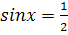 sinx = 1/2